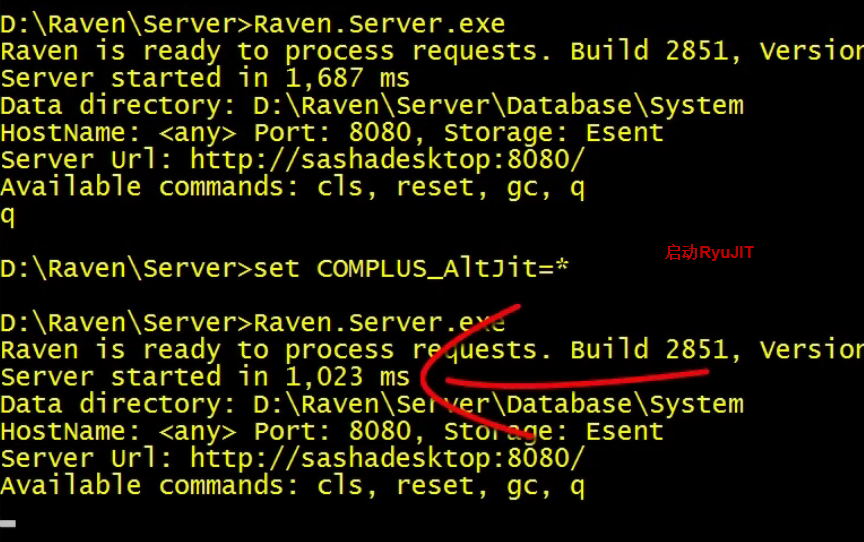 D:\Raven\Server>Raven.Server.exe
Raven is ready to process requests. Build 2851, Version
Server started in 1,687 ms
Data directory: D:\Raven\Server\Database\System
HostName: <any> Port: 8080, Storage: Esent
Server Url: http://sashadesktop:8080/
Available commands: cls, reset, gc, q
q
启动RyuJIT
D:\Raven\Server>set COMPLUS_AltJit=*
D:\Raven\Server>Raven.Server.exe
Raven is ready to process requests. Build 2851, Version
Server started in 1,023 ms
Data directory: D:\Raven\Server\Database\System
HostName: <any> Port: 8080, Storage: Esent
Server Url: http://sashadesktop:8080/
Available commands: cls, reset, gc, q